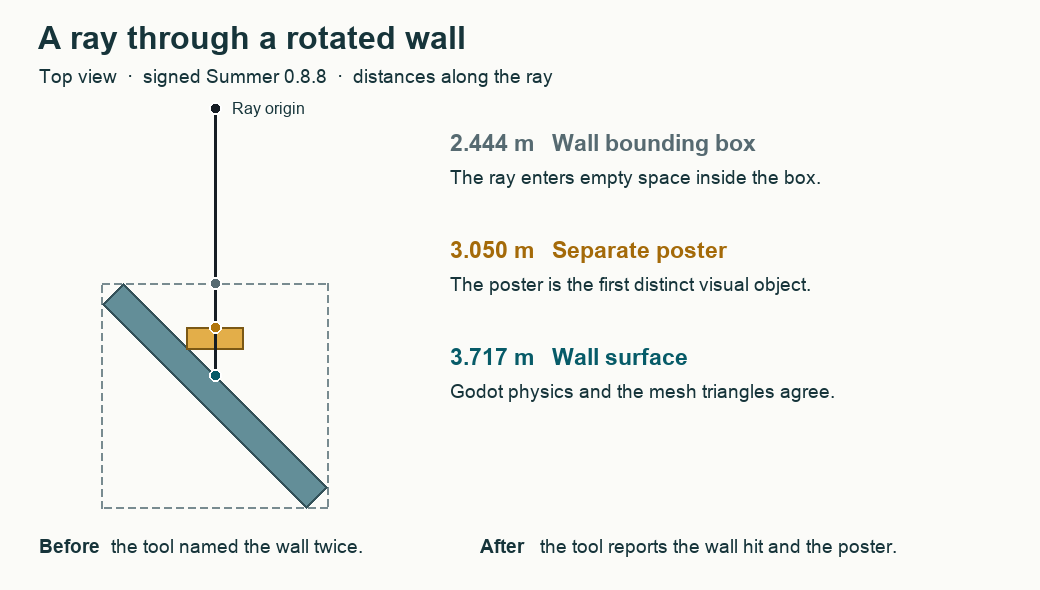 A ray through a rotated wall
Top view · signed Summer 0.8.8 · distances along the ray
Ray origin
2.444 m Wall bounding box
The ray enters empty space inside the box.
3.050 m Separate poster
The poster is the first distinct visual object.
3.717 m Wall surface
Godot physics and the mesh triangles agree.
Before the tool named the wall twice.
After the tool reports the wall hit and the poster.